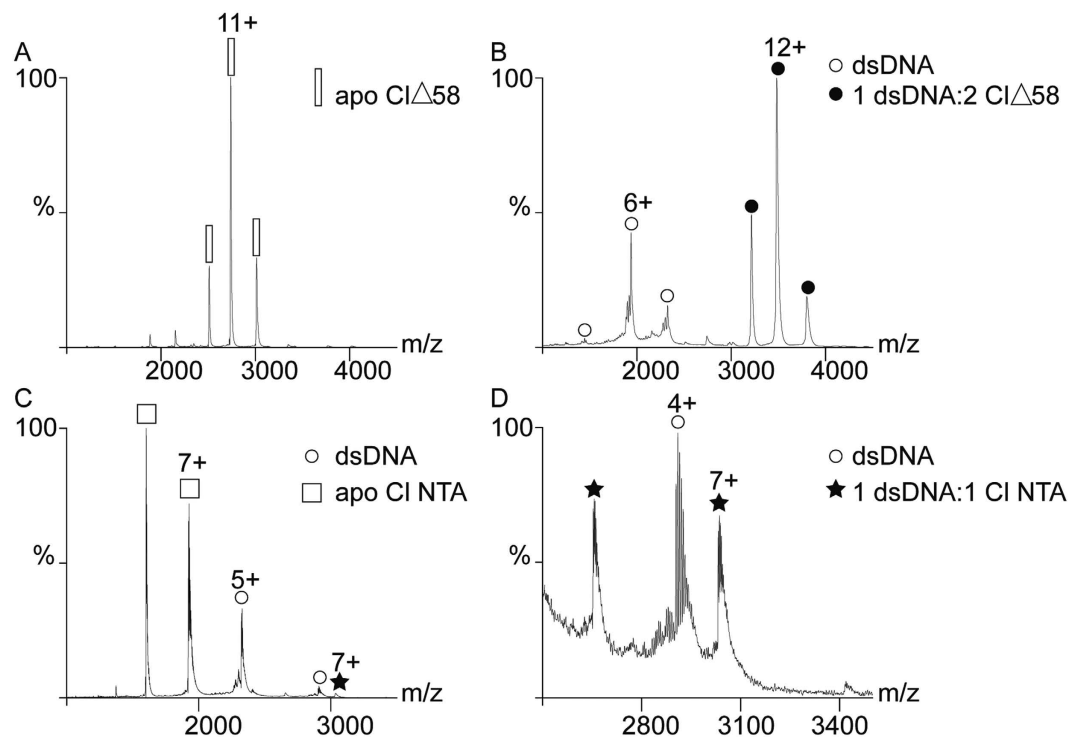 A
11+
100
apo CI△58
%
m/z
2000 3000 4000
B
12+
100
dsDNA
1 dsDNA:2 CI△58
6+
%
m/z
2000 3000 4000
C
100
7+
dsDNA
apo CI NTA
%
5+
7+
m/z
2000 3000
D
4+
100
dsDNA
7+
1 dsDNA:1 CI NTA
%
m/z
2800 3100 3400